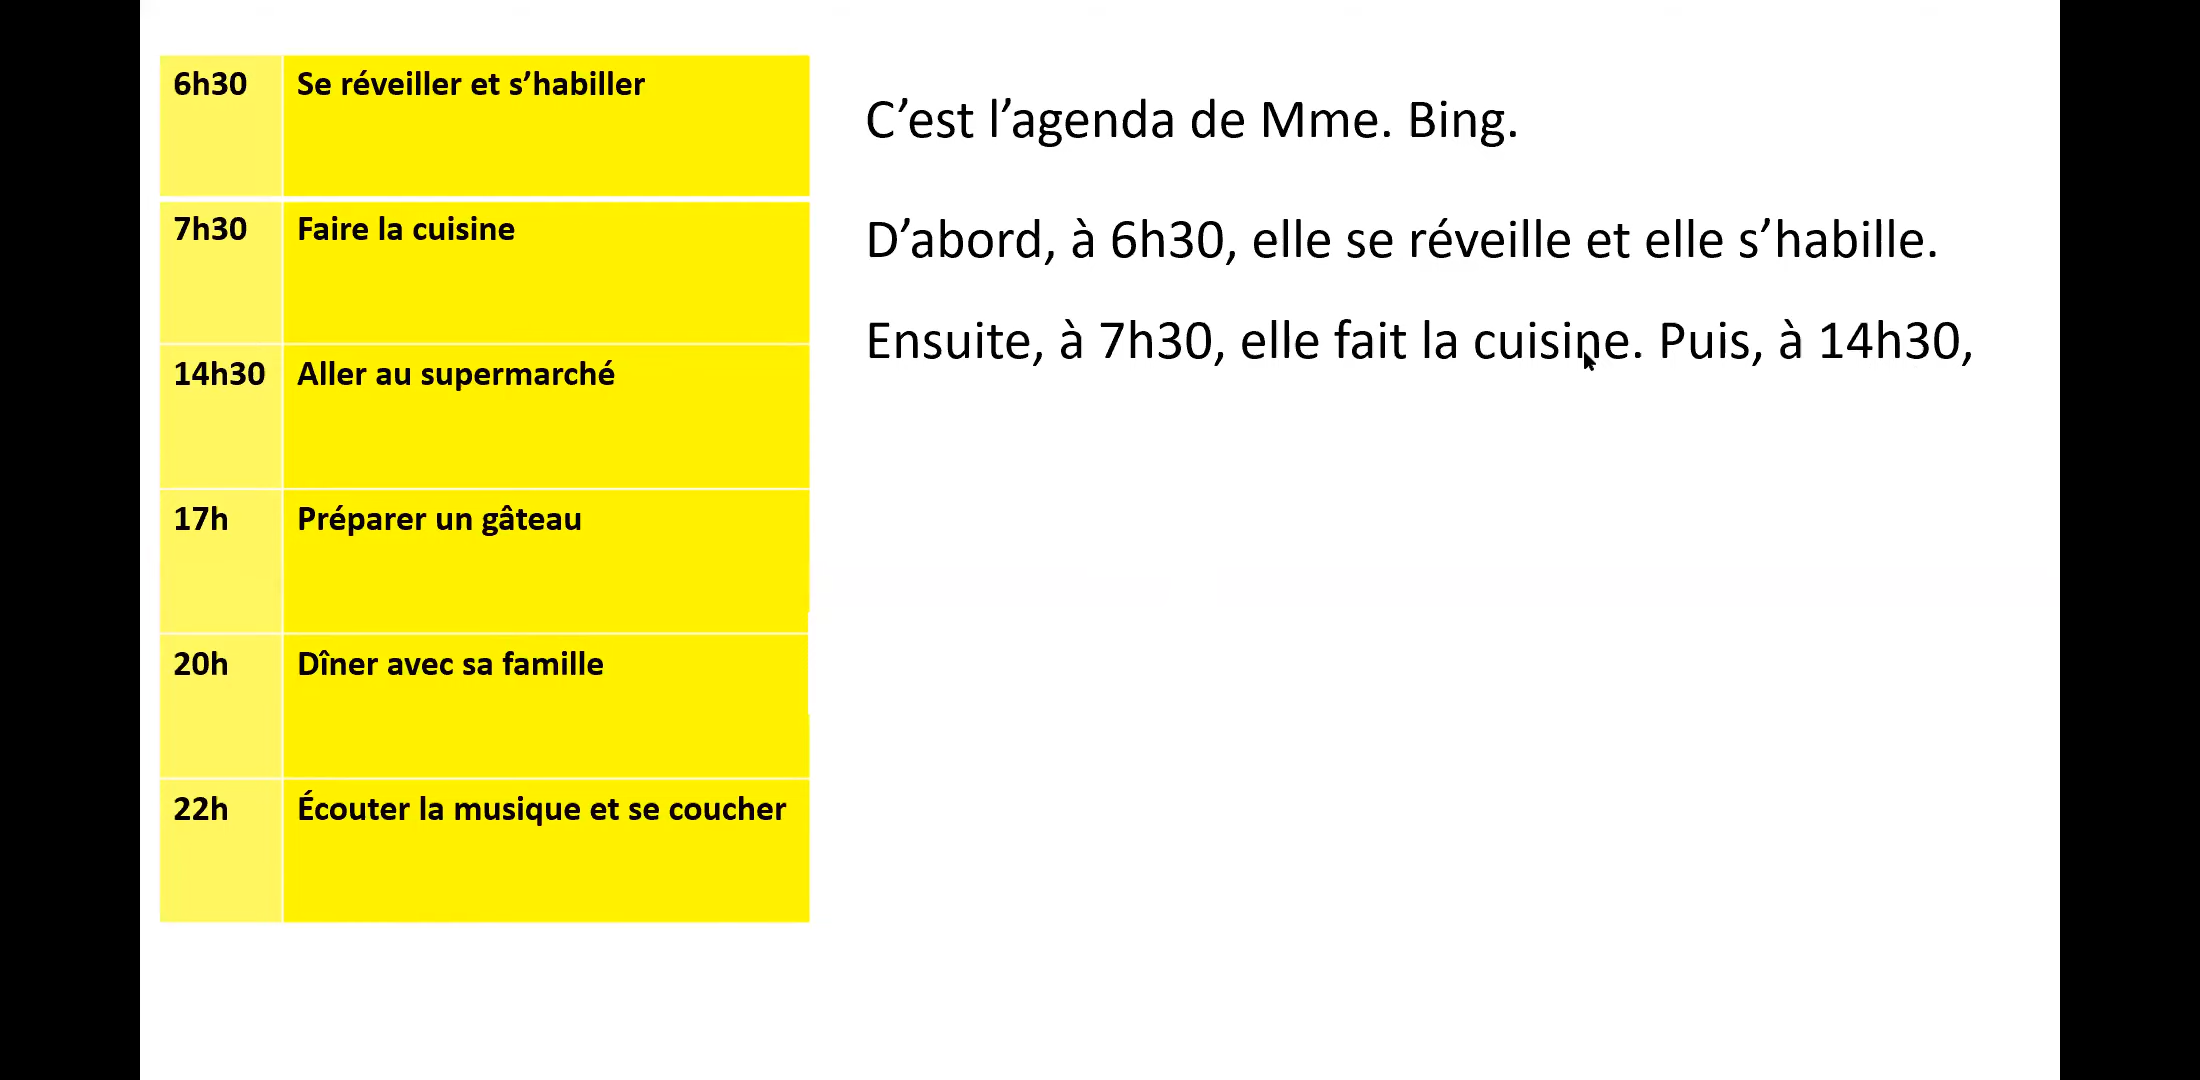 6h30 Se réveiller et s’habiller
7h30 Faire la cuisine
14h30 Aller au supermarché
17h Préparer un gâteau
20h Dîner avec sa famille
22h Écouter la musique et se coucher
C’est l’agenda de Mme. Bing.
D’abord, à 6h30, elle se réveille et elle s’habille.
Ensuite, à 7h30, elle fait la cuisine. Puis, à 14h30,